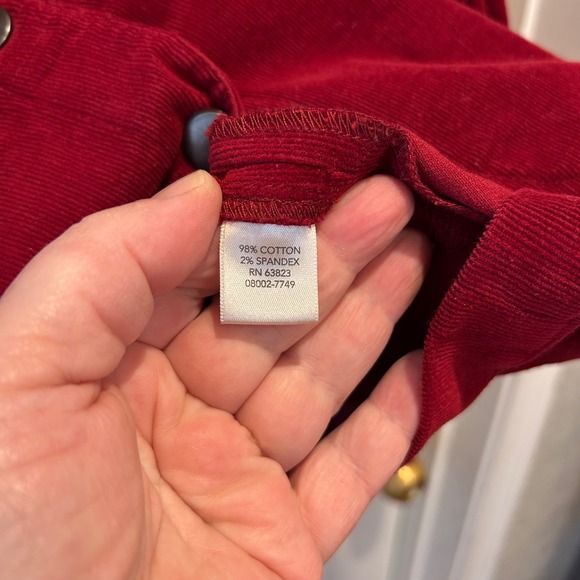 98% COTTON
2% SPANDEX
RN 63823
08002-7749